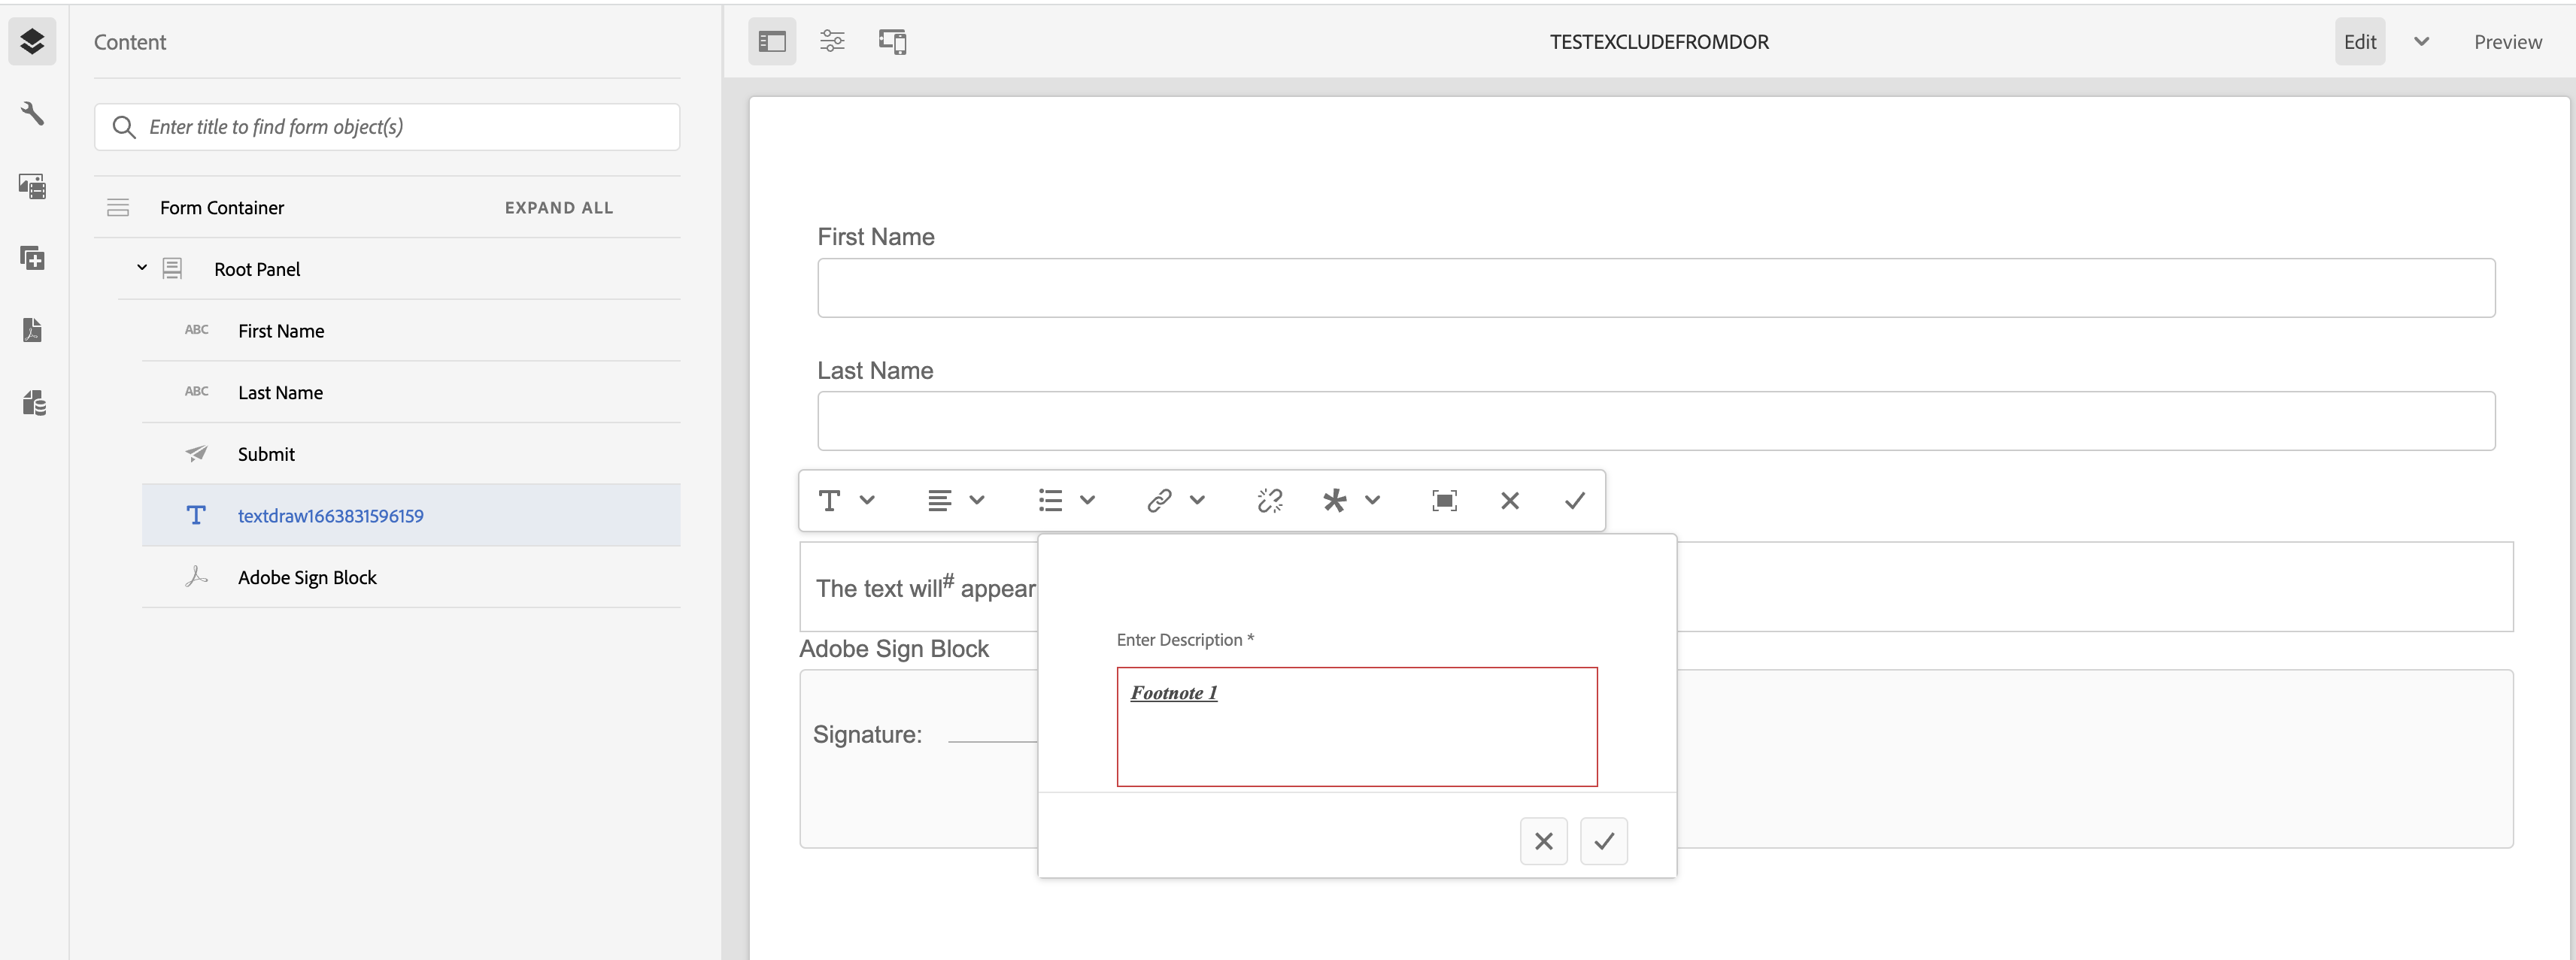 Content
Enter title to find form object(s)
Form Container EXPAND ALL
Root Panel
ABC First Name
ABC Last Name
Submit
T textdraw1663831596159
Adobe Sign Block
TESTEXCLUDEFROMDOR
Edit Preview
First Name
Last Name
T
The text will# appear
Adobe Sign Block
Signature:
Enter Description *
Footnote 1